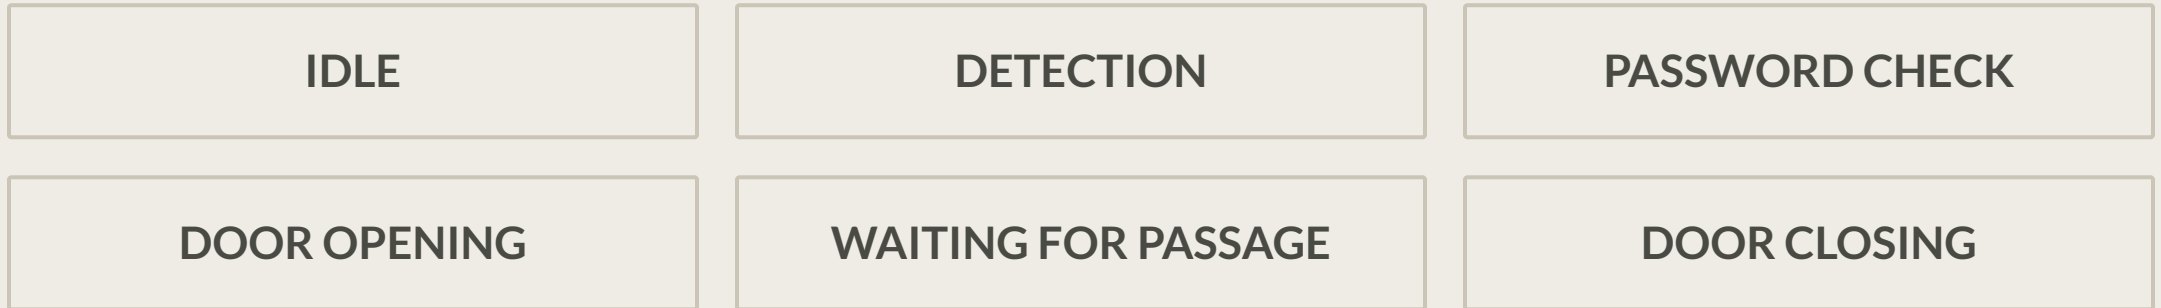 IDLE
DETECTION
PASSWORD CHECK
DOOR OPENING
WAITING FOR PASSAGE
DOOR CLOSING